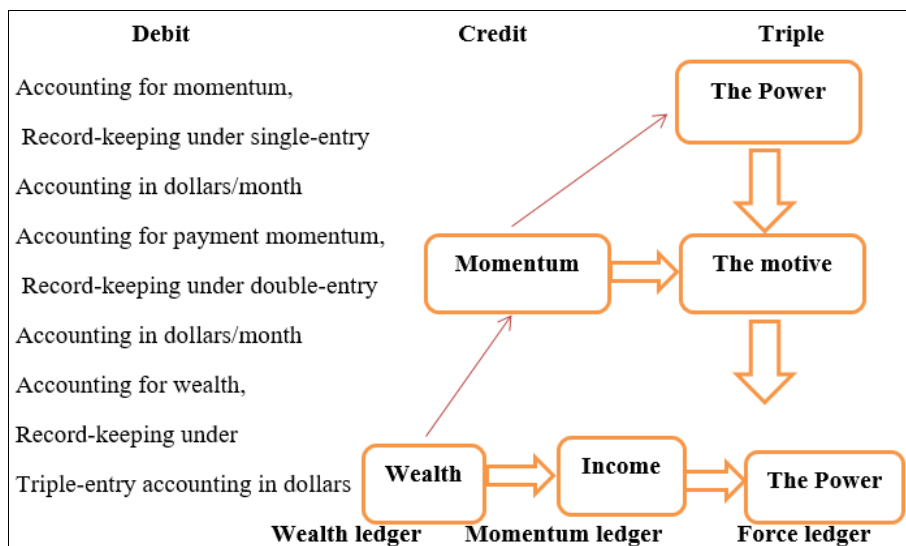 Debit Credit Triple
Accounting for momentum,
The Power
Record-keeping under single-entry
Accounting in dollars/month
Accounting for payment momentum,
Momentum The motive
Record-keeping under double-entry
Accounting in dollars/month
Accounting for wealth,
Record-keeping under
Wealth Income The Power
Triple-entry accounting in dollars
Wealth ledger Momentum ledger Force ledger